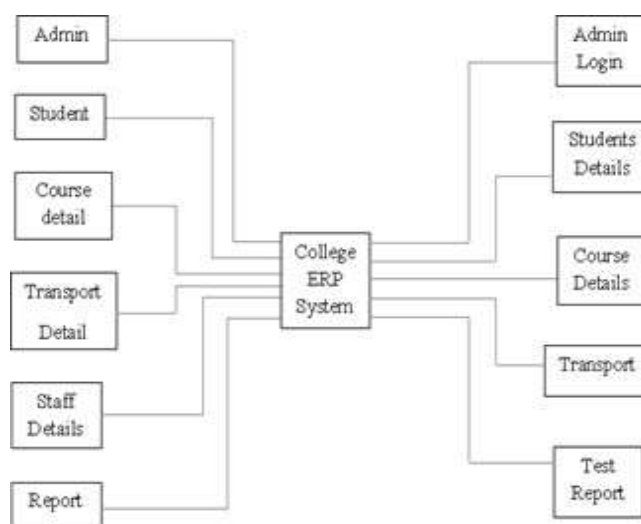 Admin
Student
Course
detail
Transport
Detail
Staff
Details
Report
College
ERP
System
Admin
Login
Students
Details
Course
Details
Transport
Test
Report